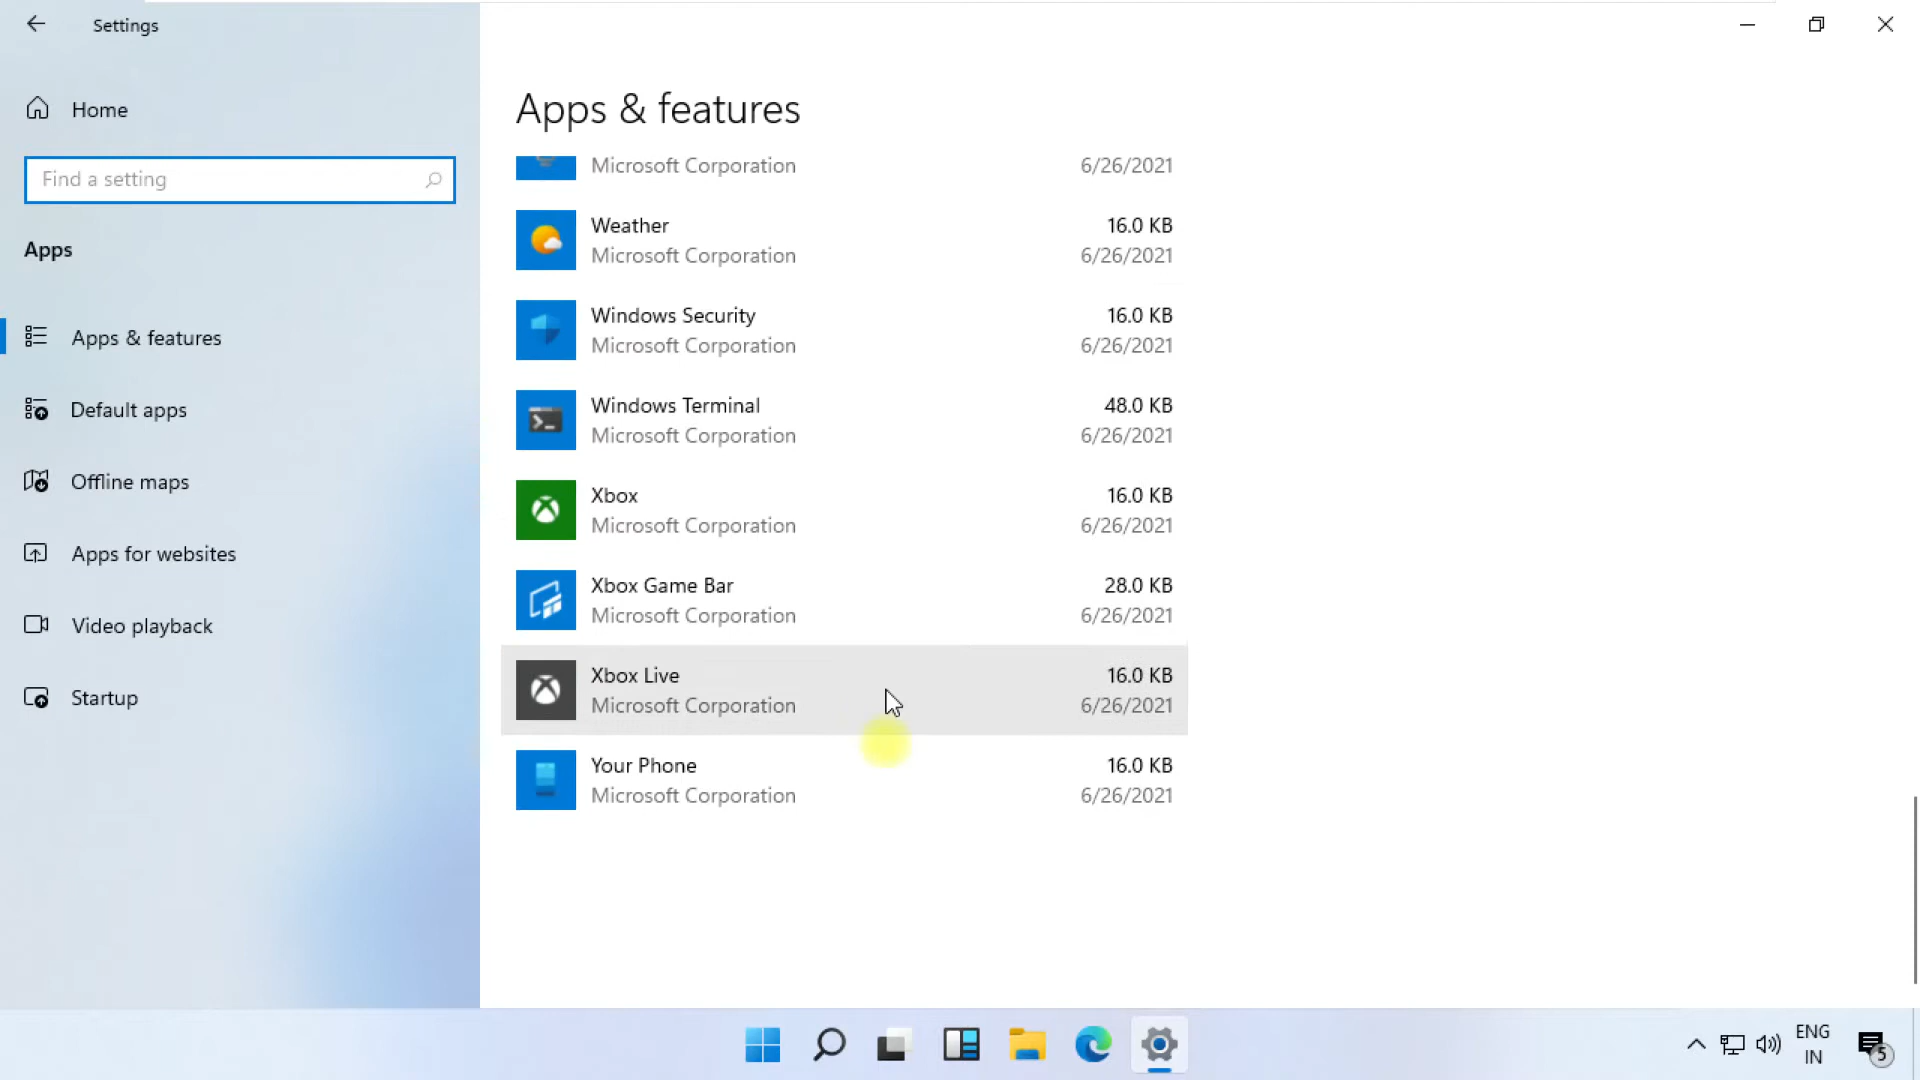 Settings
Home
Find a setting
Apps
Apps & features
Default apps
Offline maps
Apps for websites
Video playback
Startup
Apps & features
Microsoft Corporation 6/26/2021
Weather 16.0 KB
Microsoft Corporation 6/26/2021
Windows Security 16.0 KB
Microsoft Corporation 6/26/2021
Windows Terminal 48.0 KB
Microsoft Corporation 6/26/2021
Xbox 16.0 KB
Microsoft Corporation 6/26/2021
Xbox Game Bar 28.0 KB
Microsoft Corporation 6/26/2021
Xbox Live 16.0 KB
Microsoft Corporation 6/26/2021
Your Phone 16.0 KB
Microsoft Corporation 6/26/2021
ENG
IN
5